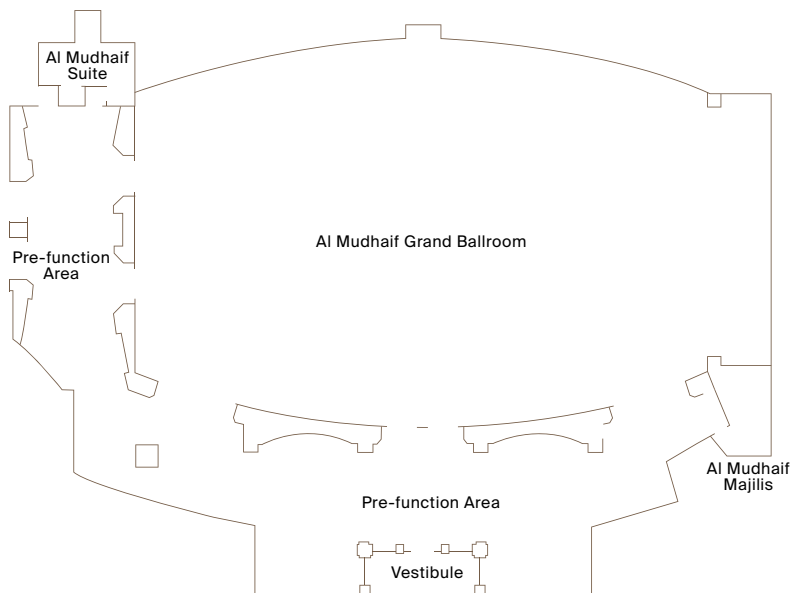 Al Mudhaif
Suite
Al Mudhaif Grand Ballroom
Pre-function
Area
Al Mudhaif
Majilis
Pre-function Area
Vestibule